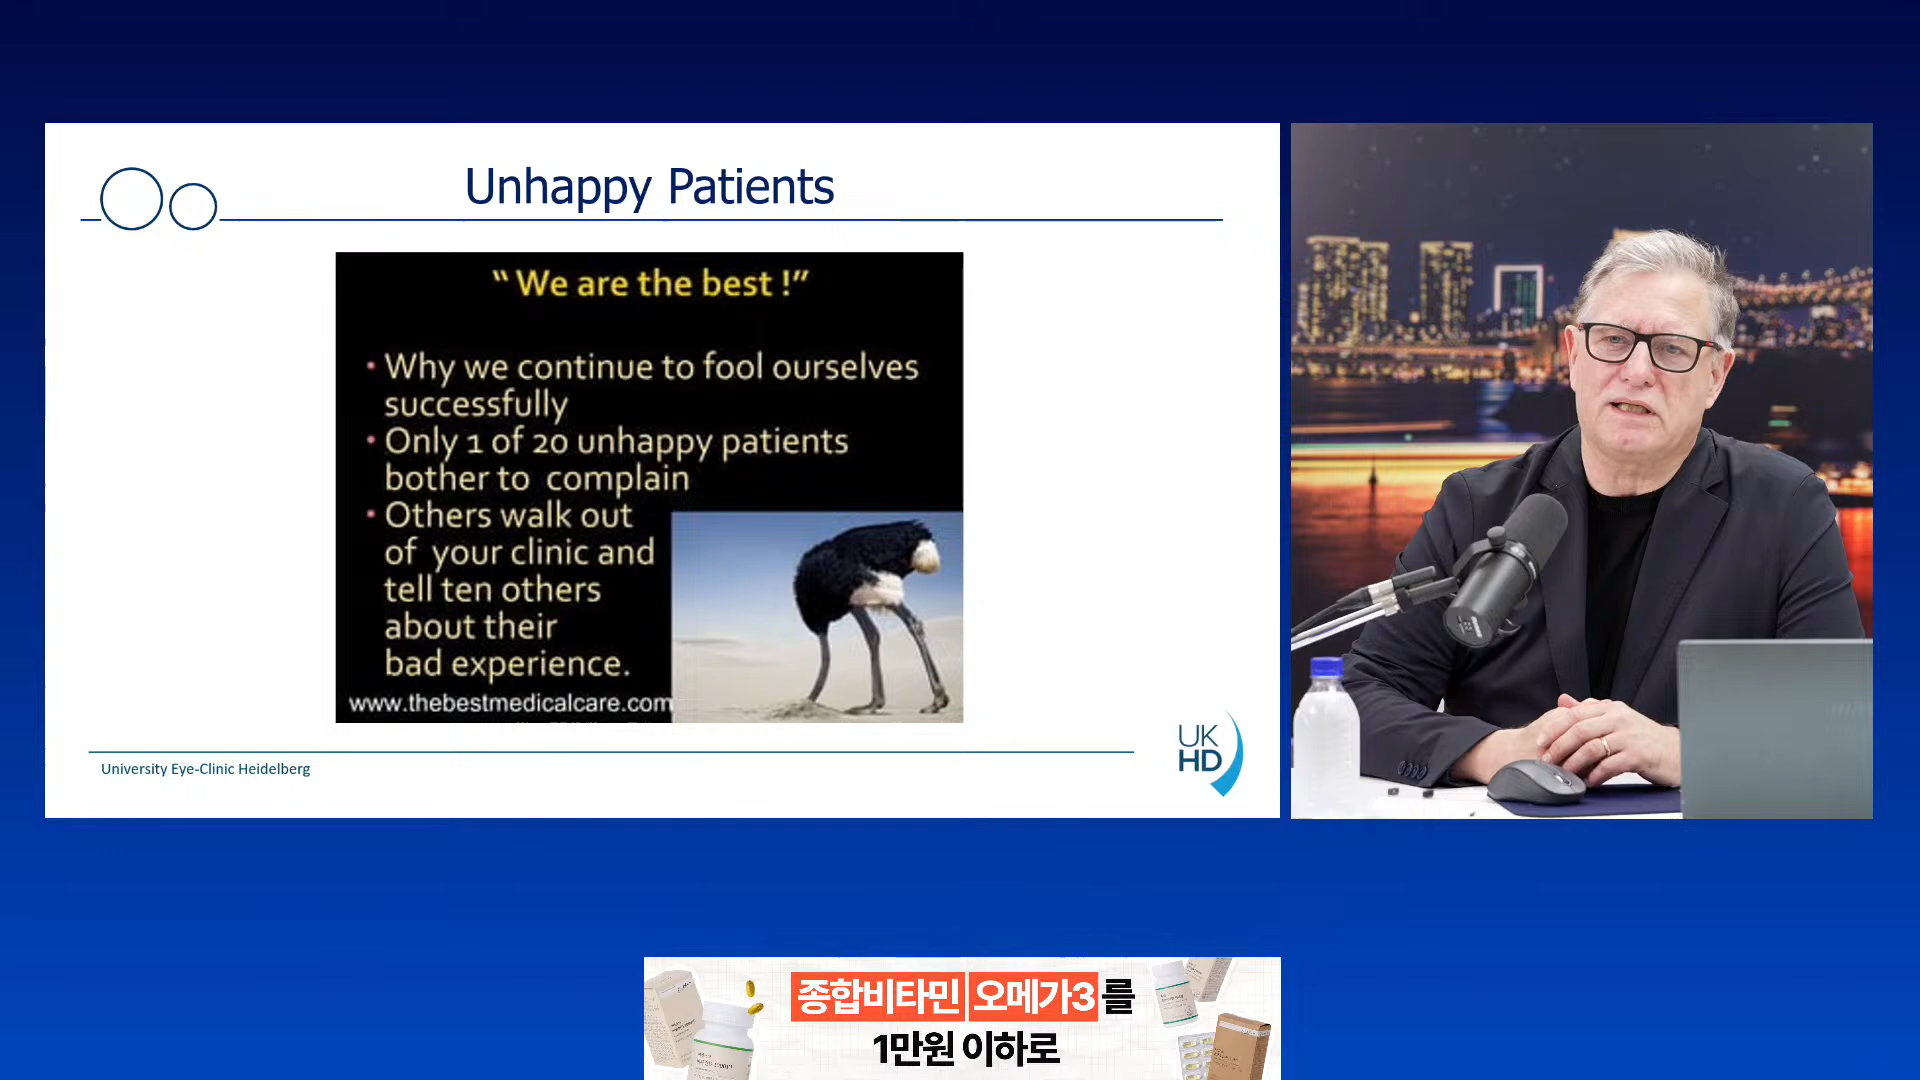 Unhappy Patients
“ We are the best !”
• Why we continue to fool ourselves
successfully
• Only 1 of 20 unhappy patients
bother to complain
• Others walk out
of your clinic and
tell ten others
about their
bad experience.
www.thebestmedicalcare.com
University Eye-Clinic Heidelberg
UK
HD
종합비타민 오메가3를
1만원 이하로